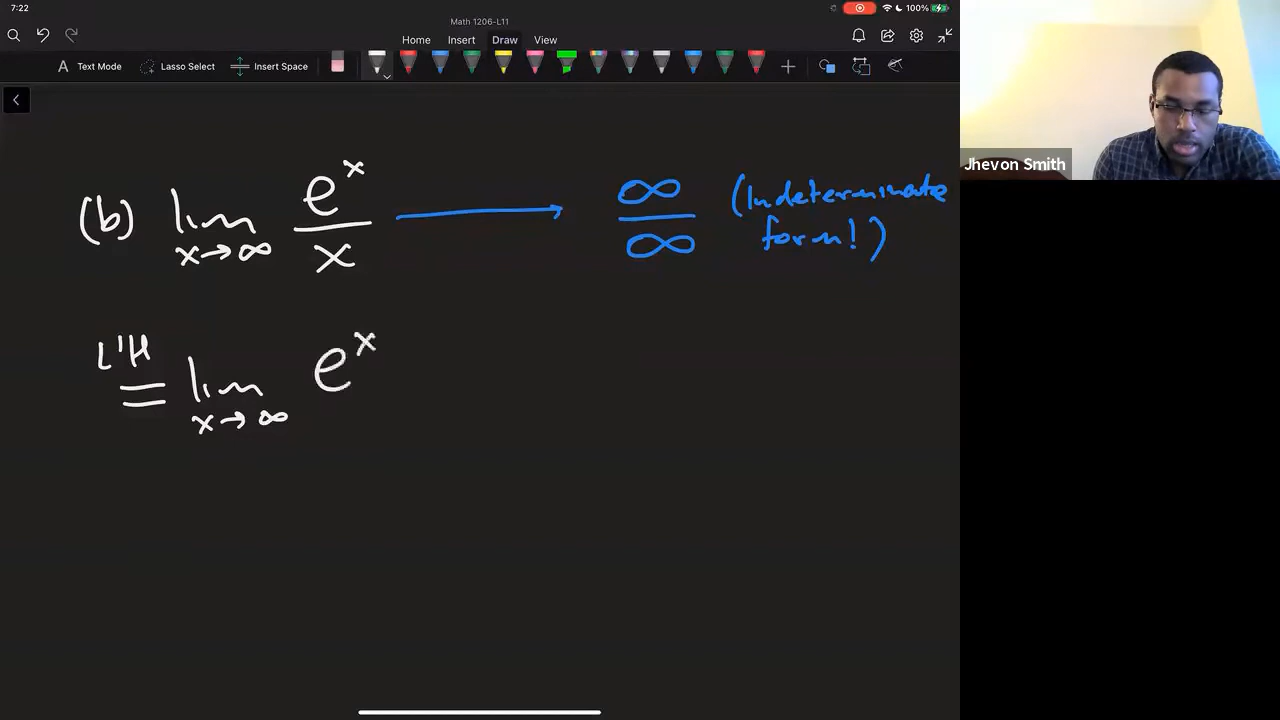 7:22
100%
Math 1206-L11
Home Insert Draw View
Text Mode Lasso Select Insert Space
(b) lim x→∞ e^x / x → ∞/∞ (Indeterminate form!)
L'H = lim x→∞ e^x
Jhevon Smith